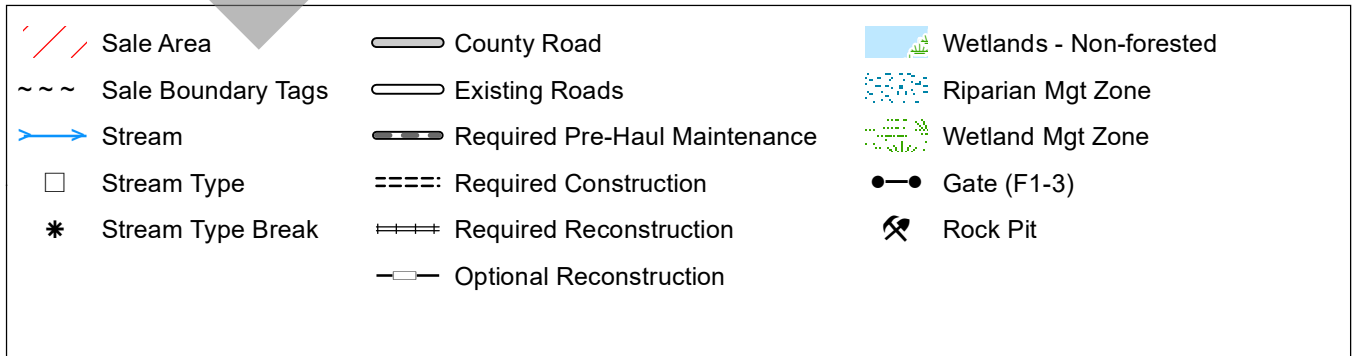 Sale Area
Sale Boundary Tags
Stream
Stream Type
Stream Type Break
County Road
Existing Roads
Required Pre-Haul Maintenance
Required Construction
Required Reconstruction
Optional Reconstruction
Wetlands - Non-forested
Riparian Mgt Zone
Wetland Mgt Zone
Gate (F1-3)
Rock Pit